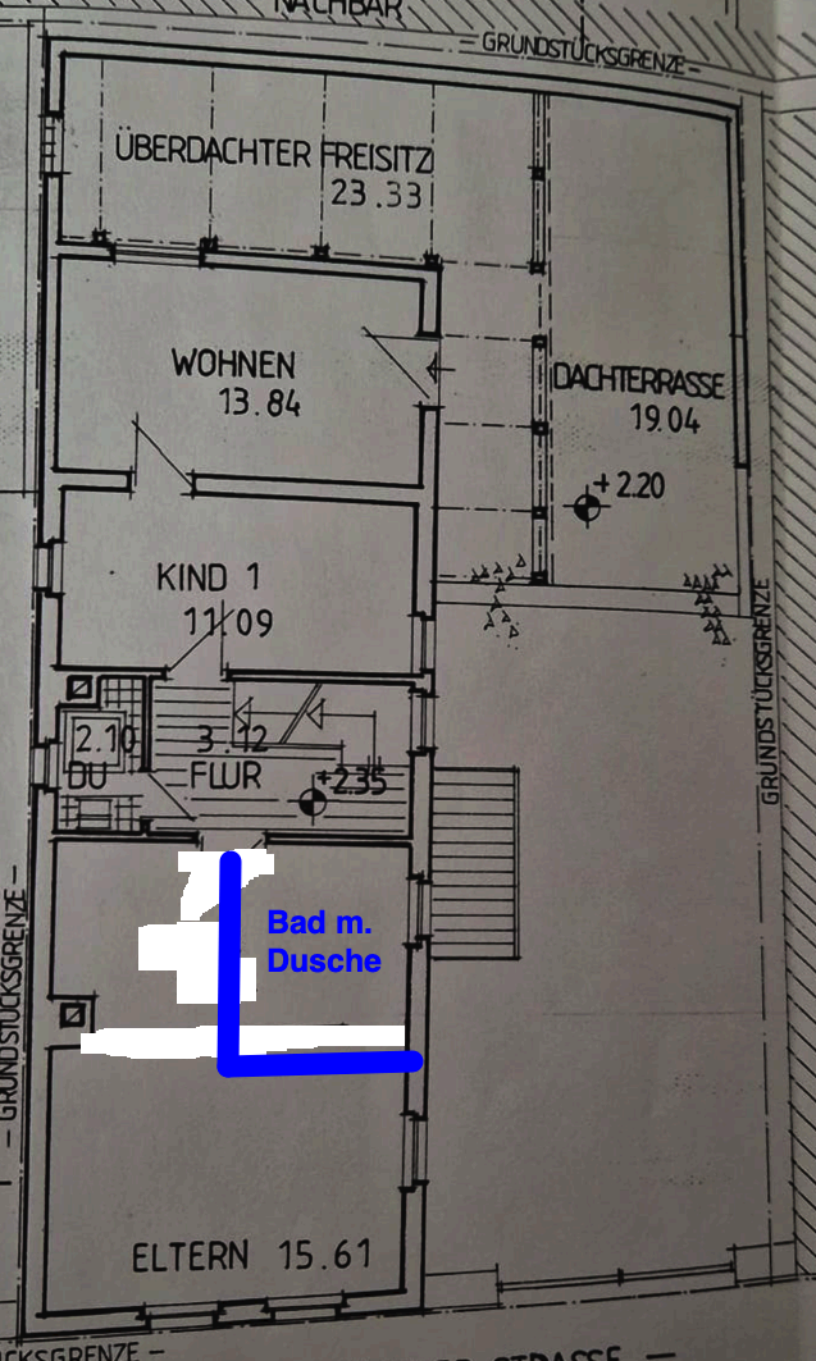 NACHBAR
— GRUNDSTÜCKSGRENZE —
ÜBERDACHTER FREISITZ
23.33
WOHNEN
13.84
DACHTERRASSE
19.04
+ 2.20
KIND 1
11.09
2.10
DU
3.12
FLUR
+2.35
GRUNDSTÜCKSGRENZE
— GRUNDSTÜCKSGRENZE —
Bad m.
Dusche
ELTERN 15.61
STRASSE —